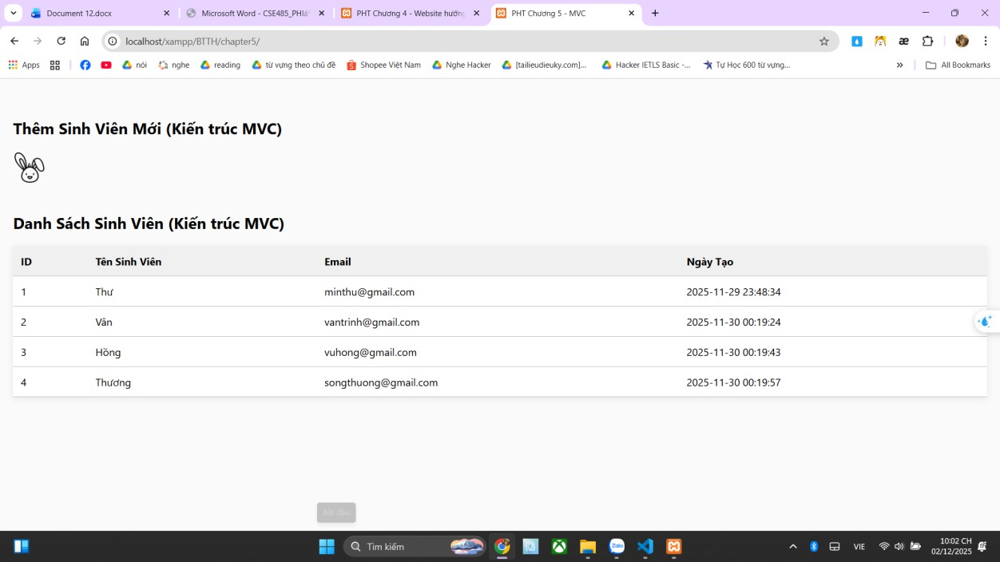 Document 12.docx
Microsoft Word - CSE485_PHIả
PHT Chương 4 - Website hướng
PHT Chương 5 - MVC
localhost/xampp/BTTH/chapter5/
Apps
nói
nghe
reading
từ vựng theo chủ đề
Shopee Việt Nam
Nghe Hacker
[tailieudieuky.com]...
Hacker IETLS Basic -...
Tự Học 600 từ vựng...
All Bookmarks
Thêm Sinh Viên Mới (Kiến trúc MVC)
Danh Sách Sinh Viên (Kiến trúc MVC)
ID Tên Sinh Viên Email Ngày Tạo
1 Thư minthu@gmail.com 2025-11-29 23:48:34
2 Vân vantrinh@gmail.com 2025-11-30 00:19:24
3 Hồng vuhong@gmail.com 2025-11-30 00:19:43
4 Thương songthuong@gmail.com 2025-11-30 00:19:57
Bắt đầu
Tìm kiếm
Zalo
VIE
10:02 CH
02/12/2025